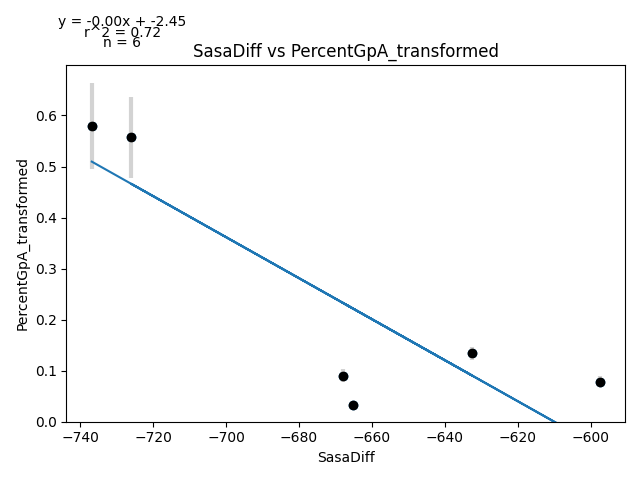 y = -0.00x + -2.45
r^2 = 0.72
n = 6
SasaDiff vs PercentGpA_transformed
PercentGpA_transformed
0.6
0.5
0.4
0.3
0.2
0.1
0.0
−740 −720 −700 −680 −660 −640 −620 −600
SasaDiff